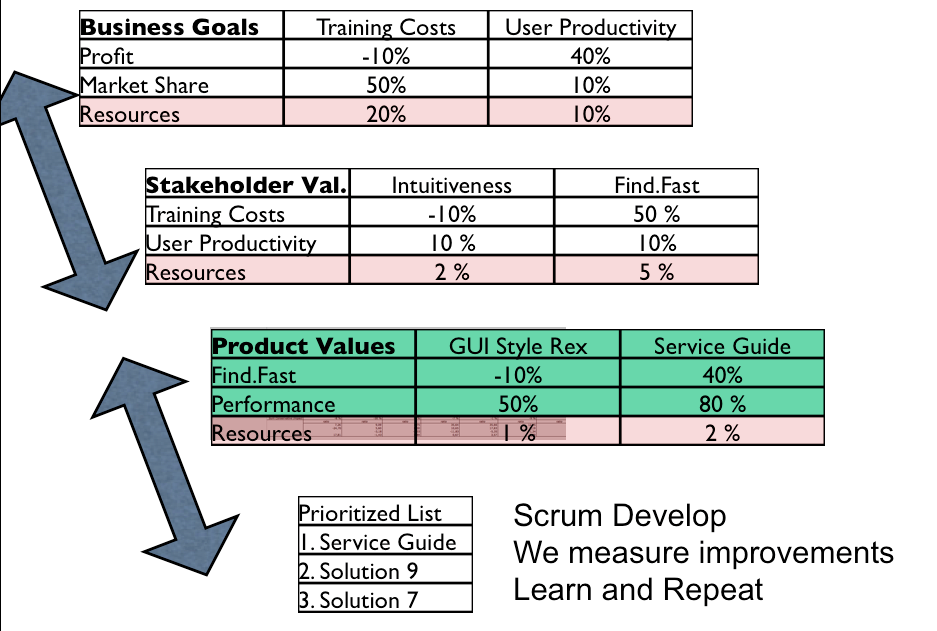 Business Goals Training Costs User Productivity
Profit -10% 40%
Market Share 50% 10%
Resources 20% 10%
Stakeholder Val. Intuitiveness Find.Fast
Training Costs -10% 50 %
User Productivity 10 % 10%
Resources 2 % 5 %
Product Values GUI Style Rex Service Guide
Find.Fast -10% 40%
Performance 50% 80 %
Resources 1 % 2 %
Prioritized List
1. Service Guide
2. Solution 9
3. Solution 7
Scrum Develop
We measure improvements
Learn and Repeat